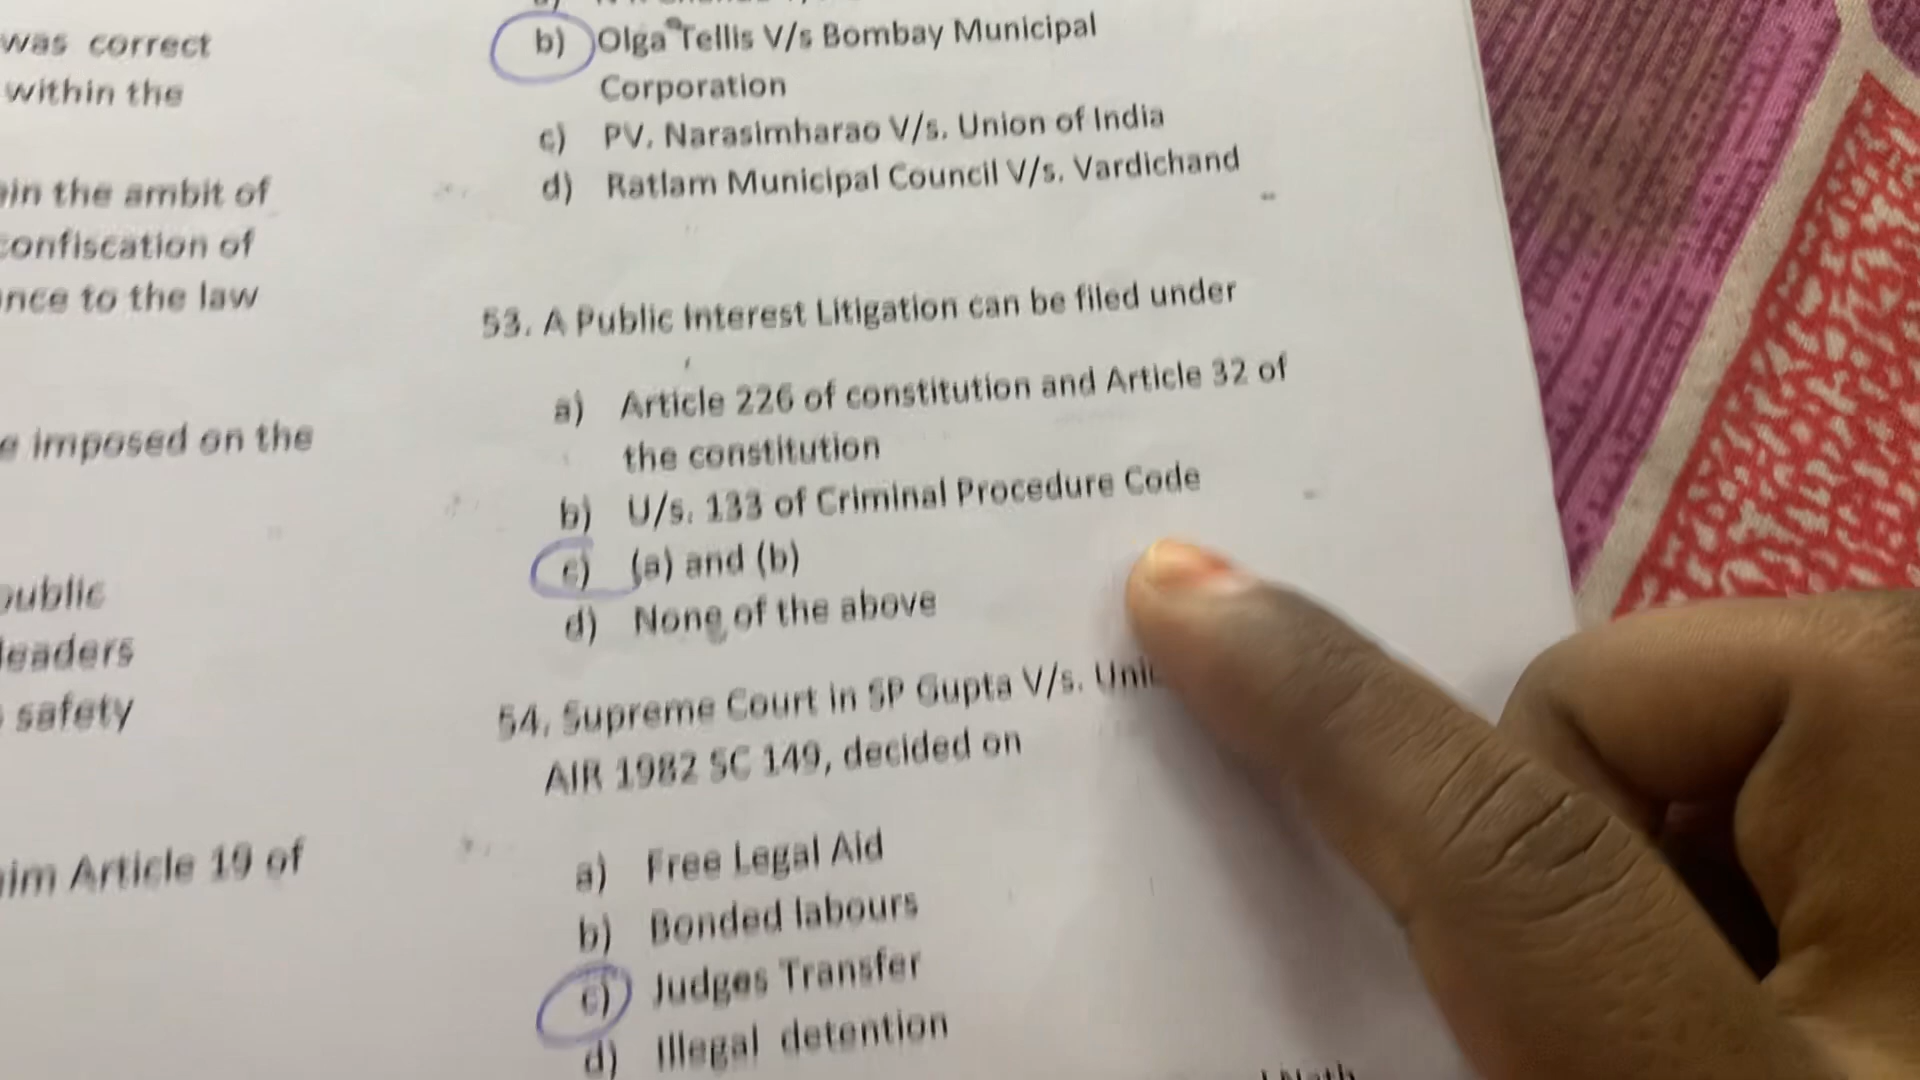 was correct
within the
in the ambit of
confiscation of
nce to the law
e imposed on the
public
leaders
safety
im Article 19 of
b) Olga Tellis V/s Bombay Municipal
Corporation
c) PV. Narasimharao V/s. Union of India
d) Ratlam Municipal Council V/s. Vardichand
53. A Public Interest Litigation can be filed under
a) Article 226 of constitution and Article 32 of
the constitution
b) U/s. 133 of Criminal Procedure Code
c) (a) and (b)
d) None of the above
54. Supreme Court in SP Gupta V/s.
AIR 1982 SC 149, decided on
a) Free Legal Aid
b) Bonded labours
c) Judges Transfer
d) Illegal detention